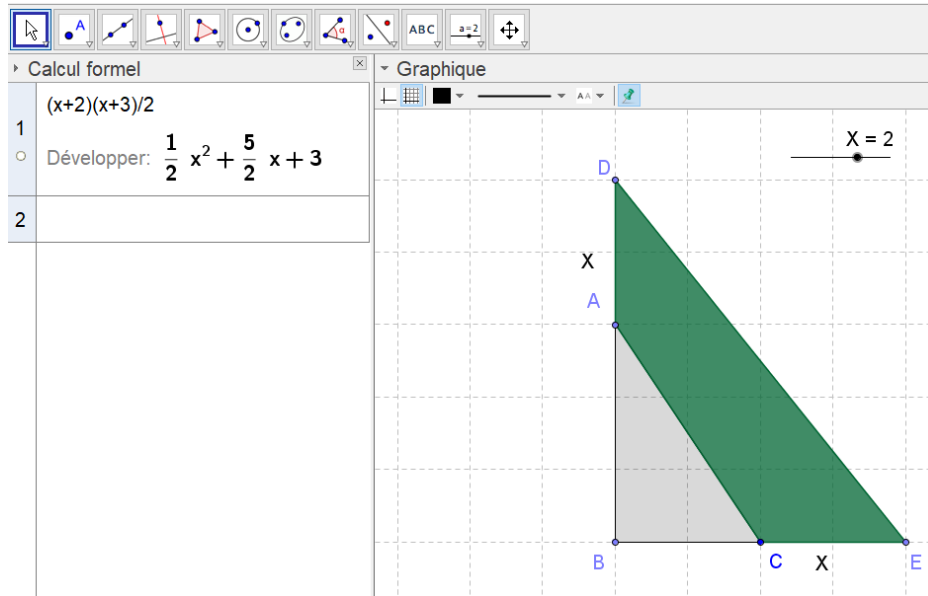 A α ABC a=2
Calcul formel
1
(x+2)(x+3)/2
Développer: 1/2 x² + 5/2 x + 3
2
Graphique
A A
X = 2
D
X
A
B
C
X
E